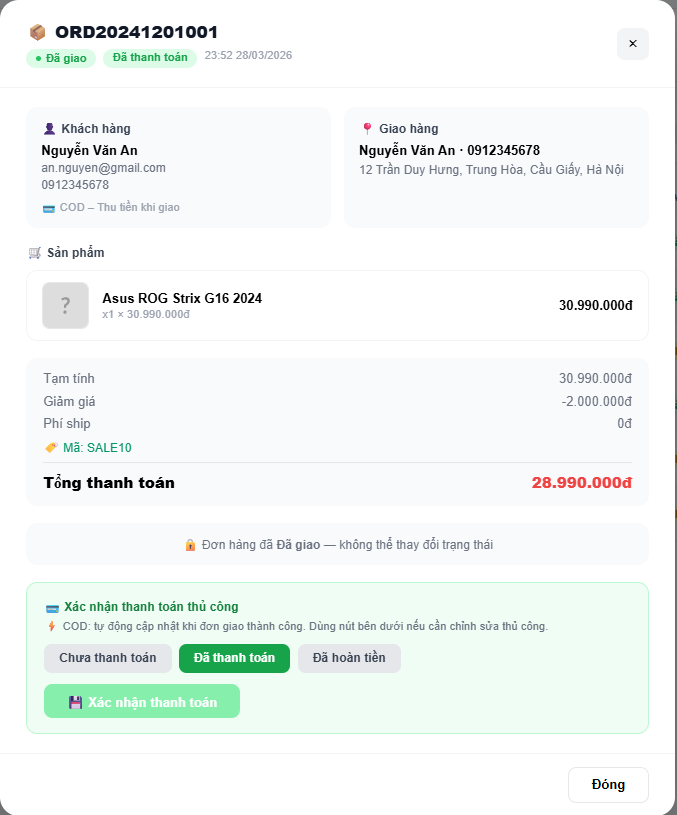 ORD20241201001
Đã giao Đã thanh toán 23:52 28/03/2026
×
Khách hàng
Nguyễn Văn An
an.nguyen@gmail.com
0912345678
COD – Thu tiền khi giao
Giao hàng
Nguyễn Văn An · 0912345678
12 Trần Duy Hưng, Trung Hòa, Cầu Giấy, Hà Nội
Sản phẩm
?
Asus ROG Strix G16 2024
x1 × 30.990.000đ
30.990.000đ
Tạm tính 30.990.000đ
Giảm giá -2.000.000đ
Phí ship 0đ
Mã: SALE10
Tổng thanh toán 28.990.000đ
Đơn hàng đã Đã giao — không thể thay đổi trạng thái
Xác nhận thanh toán thủ công
COD: tự động cập nhật khi đơn giao thành công. Dùng nút bên dưới nếu cần chỉnh sửa thủ công.
Chưa thanh toán Đã thanh toán Đã hoàn tiền
Xác nhận thanh toán
Đóng